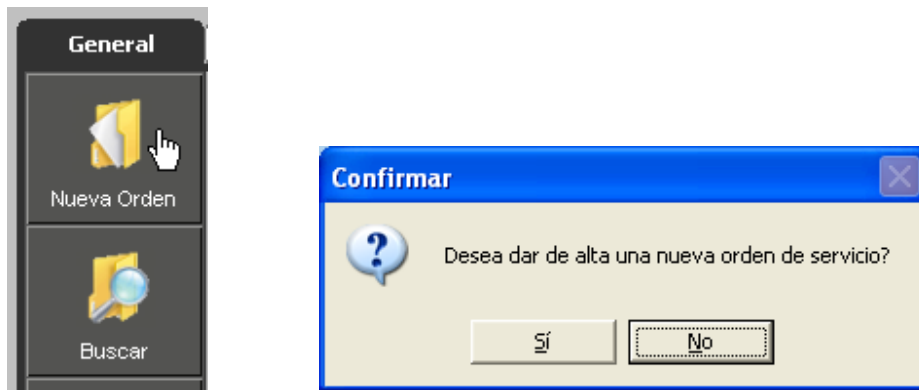 General
Nueva Orden
Buscar
Confirmar
Desea dar de alta una nueva orden de servicio?
Sí
No